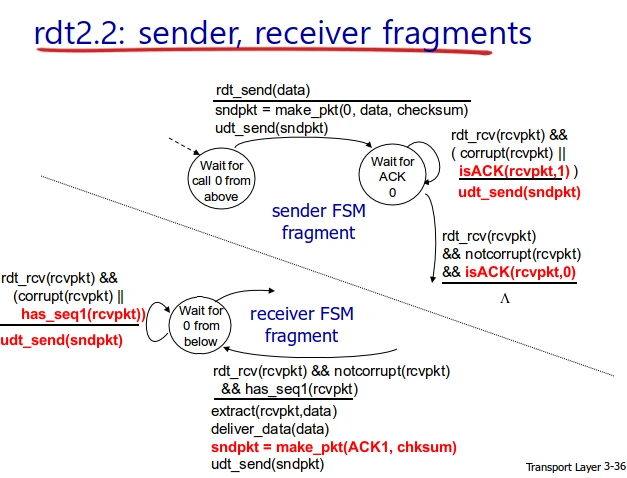 rdt2.2: sender, receiver fragments
rdt_send(data)
sndpkt = make_pkt(0, data, checksum)
udt_send(sndpkt)
Wait for
call 0 from
above
Wait for
ACK
0
rdt_rcv(rcvpkt) &&
( corrupt(rcvpkt) ||
isACK(rcvpkt,1) )
udt_send(sndpkt)
sender FSM
fragment
rdt_rcv(rcvpkt)
&& notcorrupt(rcvpkt)
&& isACK(rcvpkt,0)
Λ
rdt_rcv(rcvpkt) &&
(corrupt(rcvpkt) ||
has_seq1(rcvpkt))
udt_send(sndpkt)
Wait for
0 from
below
receiver FSM
fragment
rdt_rcv(rcvpkt) && notcorrupt(rcvpkt)
&& has_seq1(rcvpkt)
extract(rcvpkt,data)
deliver_data(data)
sndpkt = make_pkt(ACK1, chksum)
udt_send(sndpkt)
Transport Layer 3-36